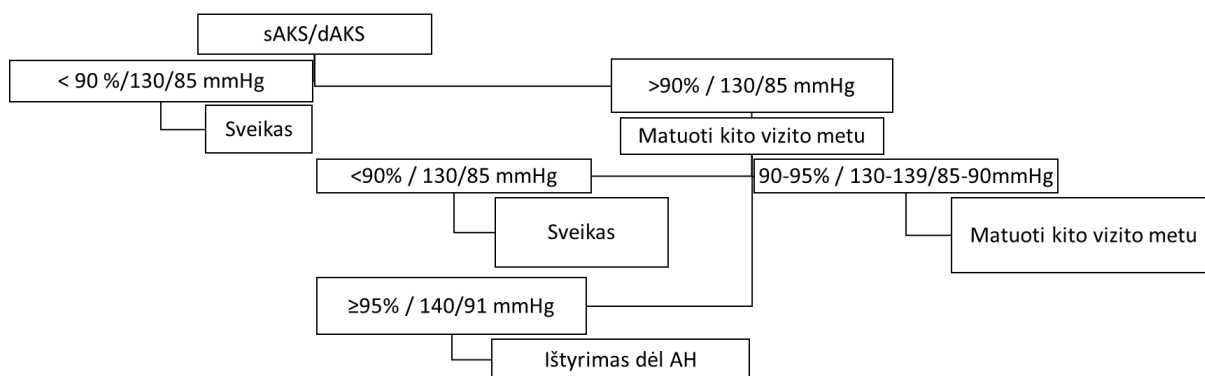 sAKS/dAKS
< 90 %/130/85 mmHg
>90% / 130/85 mmHg
Sveikas
Matuoti kito vizito metu
<90% / 130/85 mmHg
90-95% / 130-139/85-90mmHg
Sveikas
Matuoti kito vizito metu
≥95% / 140/91 mmHg
Ištyrimas dėl AH